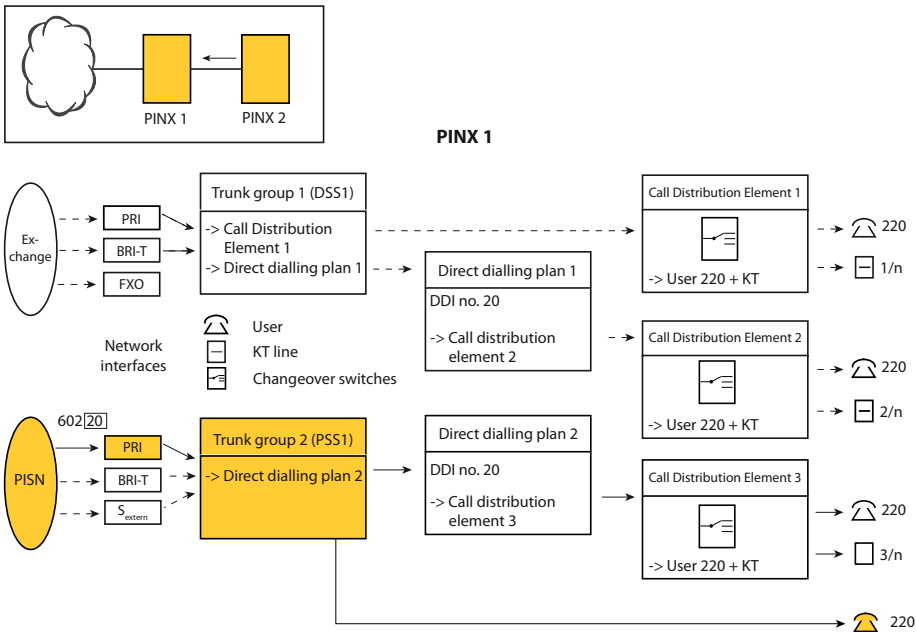 PINX 1
PINX 2
PINX 1
Ex-
change
PRI
BRI-T
FXO
Trunk group 1 (DSS1)
-> Call Distribution
Element 1
-> Direct dialling plan 1
Direct dialling plan 1
DDI no. 20
-> Call distribution
element 2
Call Distribution Element 1
-> User 220 + KT
220
1/n
Call Distribution Element 2
-> User 220 + KT
220
2/n
Network
interfaces
User
KT line
Changeover switches
PISN
602 20
PRI
BRI-T
Sextern
Trunk group 2 (PSS1)
-> Direct dialling plan 2
Direct dialling plan 2
DDI no. 20
-> Call distribution
element 3
Call Distribution Element 3
-> User 220 + KT
220
3/n
220